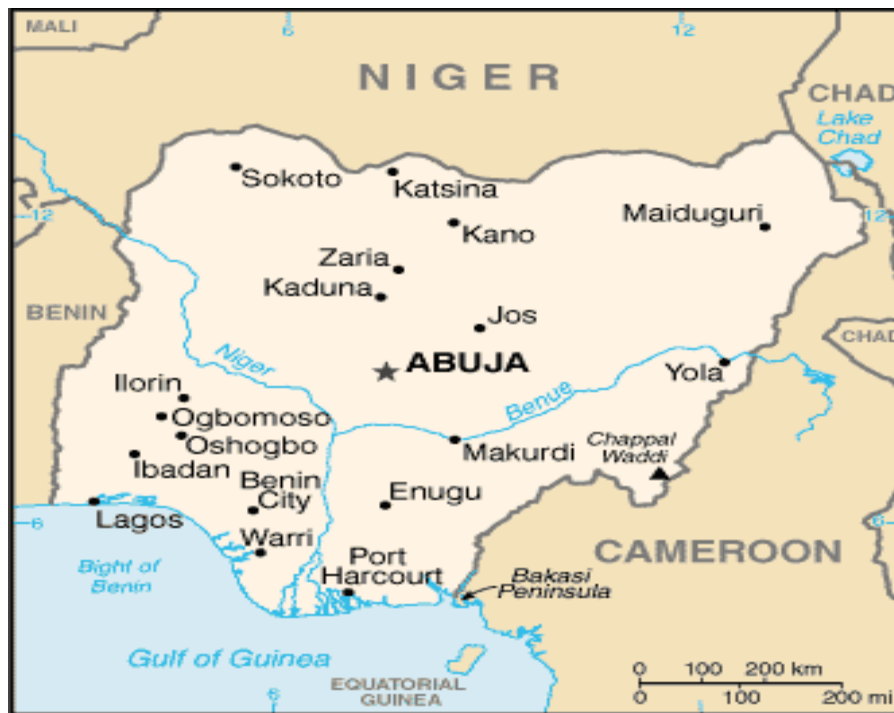 6
12
MALI
NIGER
CHAD
Lake
Chad
Sokoto
Katsina
12
Maiduguri
12
Kano
Zaria
Kaduna
BENIN
Jos
CHAD
Niger
ABUJA
Yola
Ilorin
Benue
Ogbomoso
Oshogbo
Makurdi
Chappal
Waddi
Ibadan
Benin
City
Enugu
Lagos
6
6
Warri
CAMEROON
Bight of
Benin
Port
Harcourt
Bakasi
Peninsula
Gulf of Guinea
0 100 200 km
EQUATORIAL
GUINEA
0 100 200 mi
6